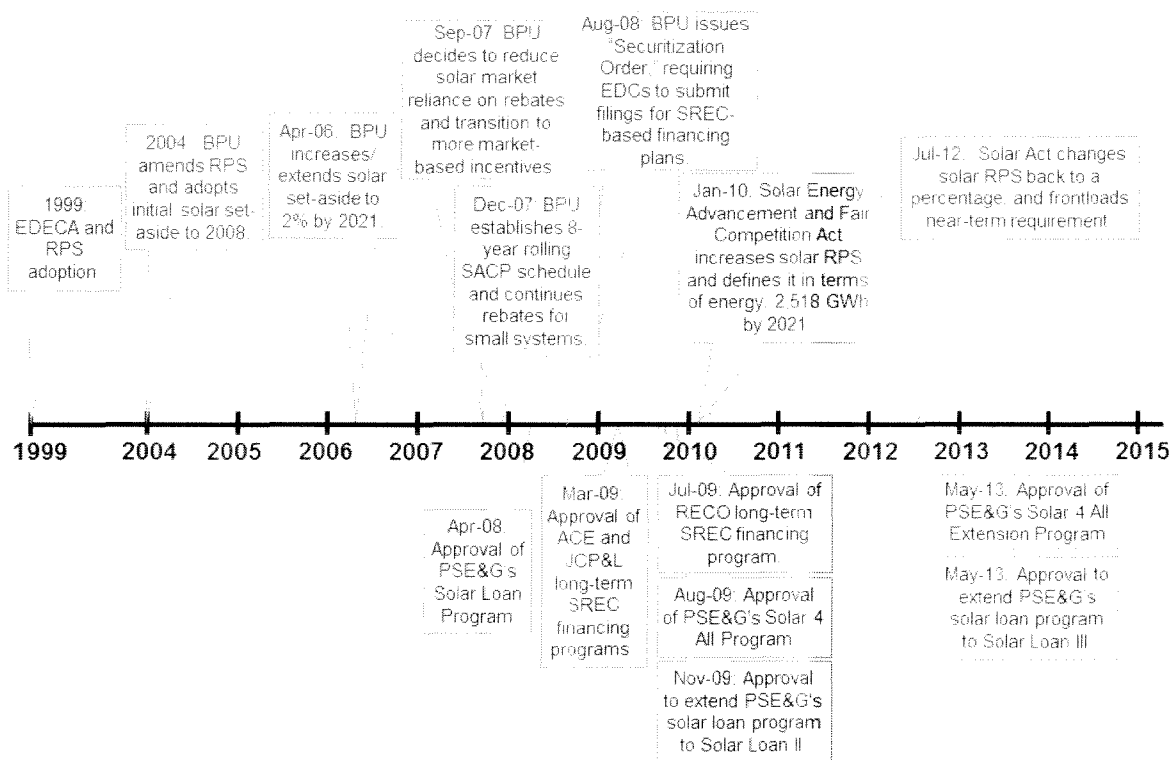 1999:
EDECA and
RPS
adoption
2004. BPU
amends RPS
and adopts
initial solar set-
aside to 2008.
Apr-06. BPU
increases/
extends solar
set-aside to
2% by 2021.
Sep-07 BPU
decides to reduce
solar market
reliance on rebates
and transition to
more market-
based incentives
Dec-07 BPU
establishes 8-
year rolling
SACP schedule
and continues
rebates for
small systems.
Aug-08 BPU issues
"Securitization
Order," requiring
EDCs to submit
filings for SREC-
based financing
plans.
Jan-10. Solar Energy
Advancement and Fair
Competition Act
increases solar RPS
and defines it in terms
of energy. 2,518 GWh
by 2021
Jul-12. Solar Act changes
solar RPS back to a
percentage, and frontloads
near-term requirement
1999 2004 2005 2006 2007 2008 2009 2010 2011 2012 2013 2014 2015
Apr-08.
Approval of
PSE&G's
Solar Loan
Program
Mar-09:
Approval of
ACE and
JCP&L
long-term
SREC
financing
programs
Jul-09: Approval of
RECO long-term
SREC financing
program.
Aug-09: Approval
of PSE&G's Solar 4
All Program
Nov-09: Approval
to extend PSE&G's
solar loan program
to Solar Loan II
May-13. Approval of
PSE&G's Solar 4 All
Extension Program
May-13. Approval to
extend PSE&G's
solar loan program
to Solar Loan III